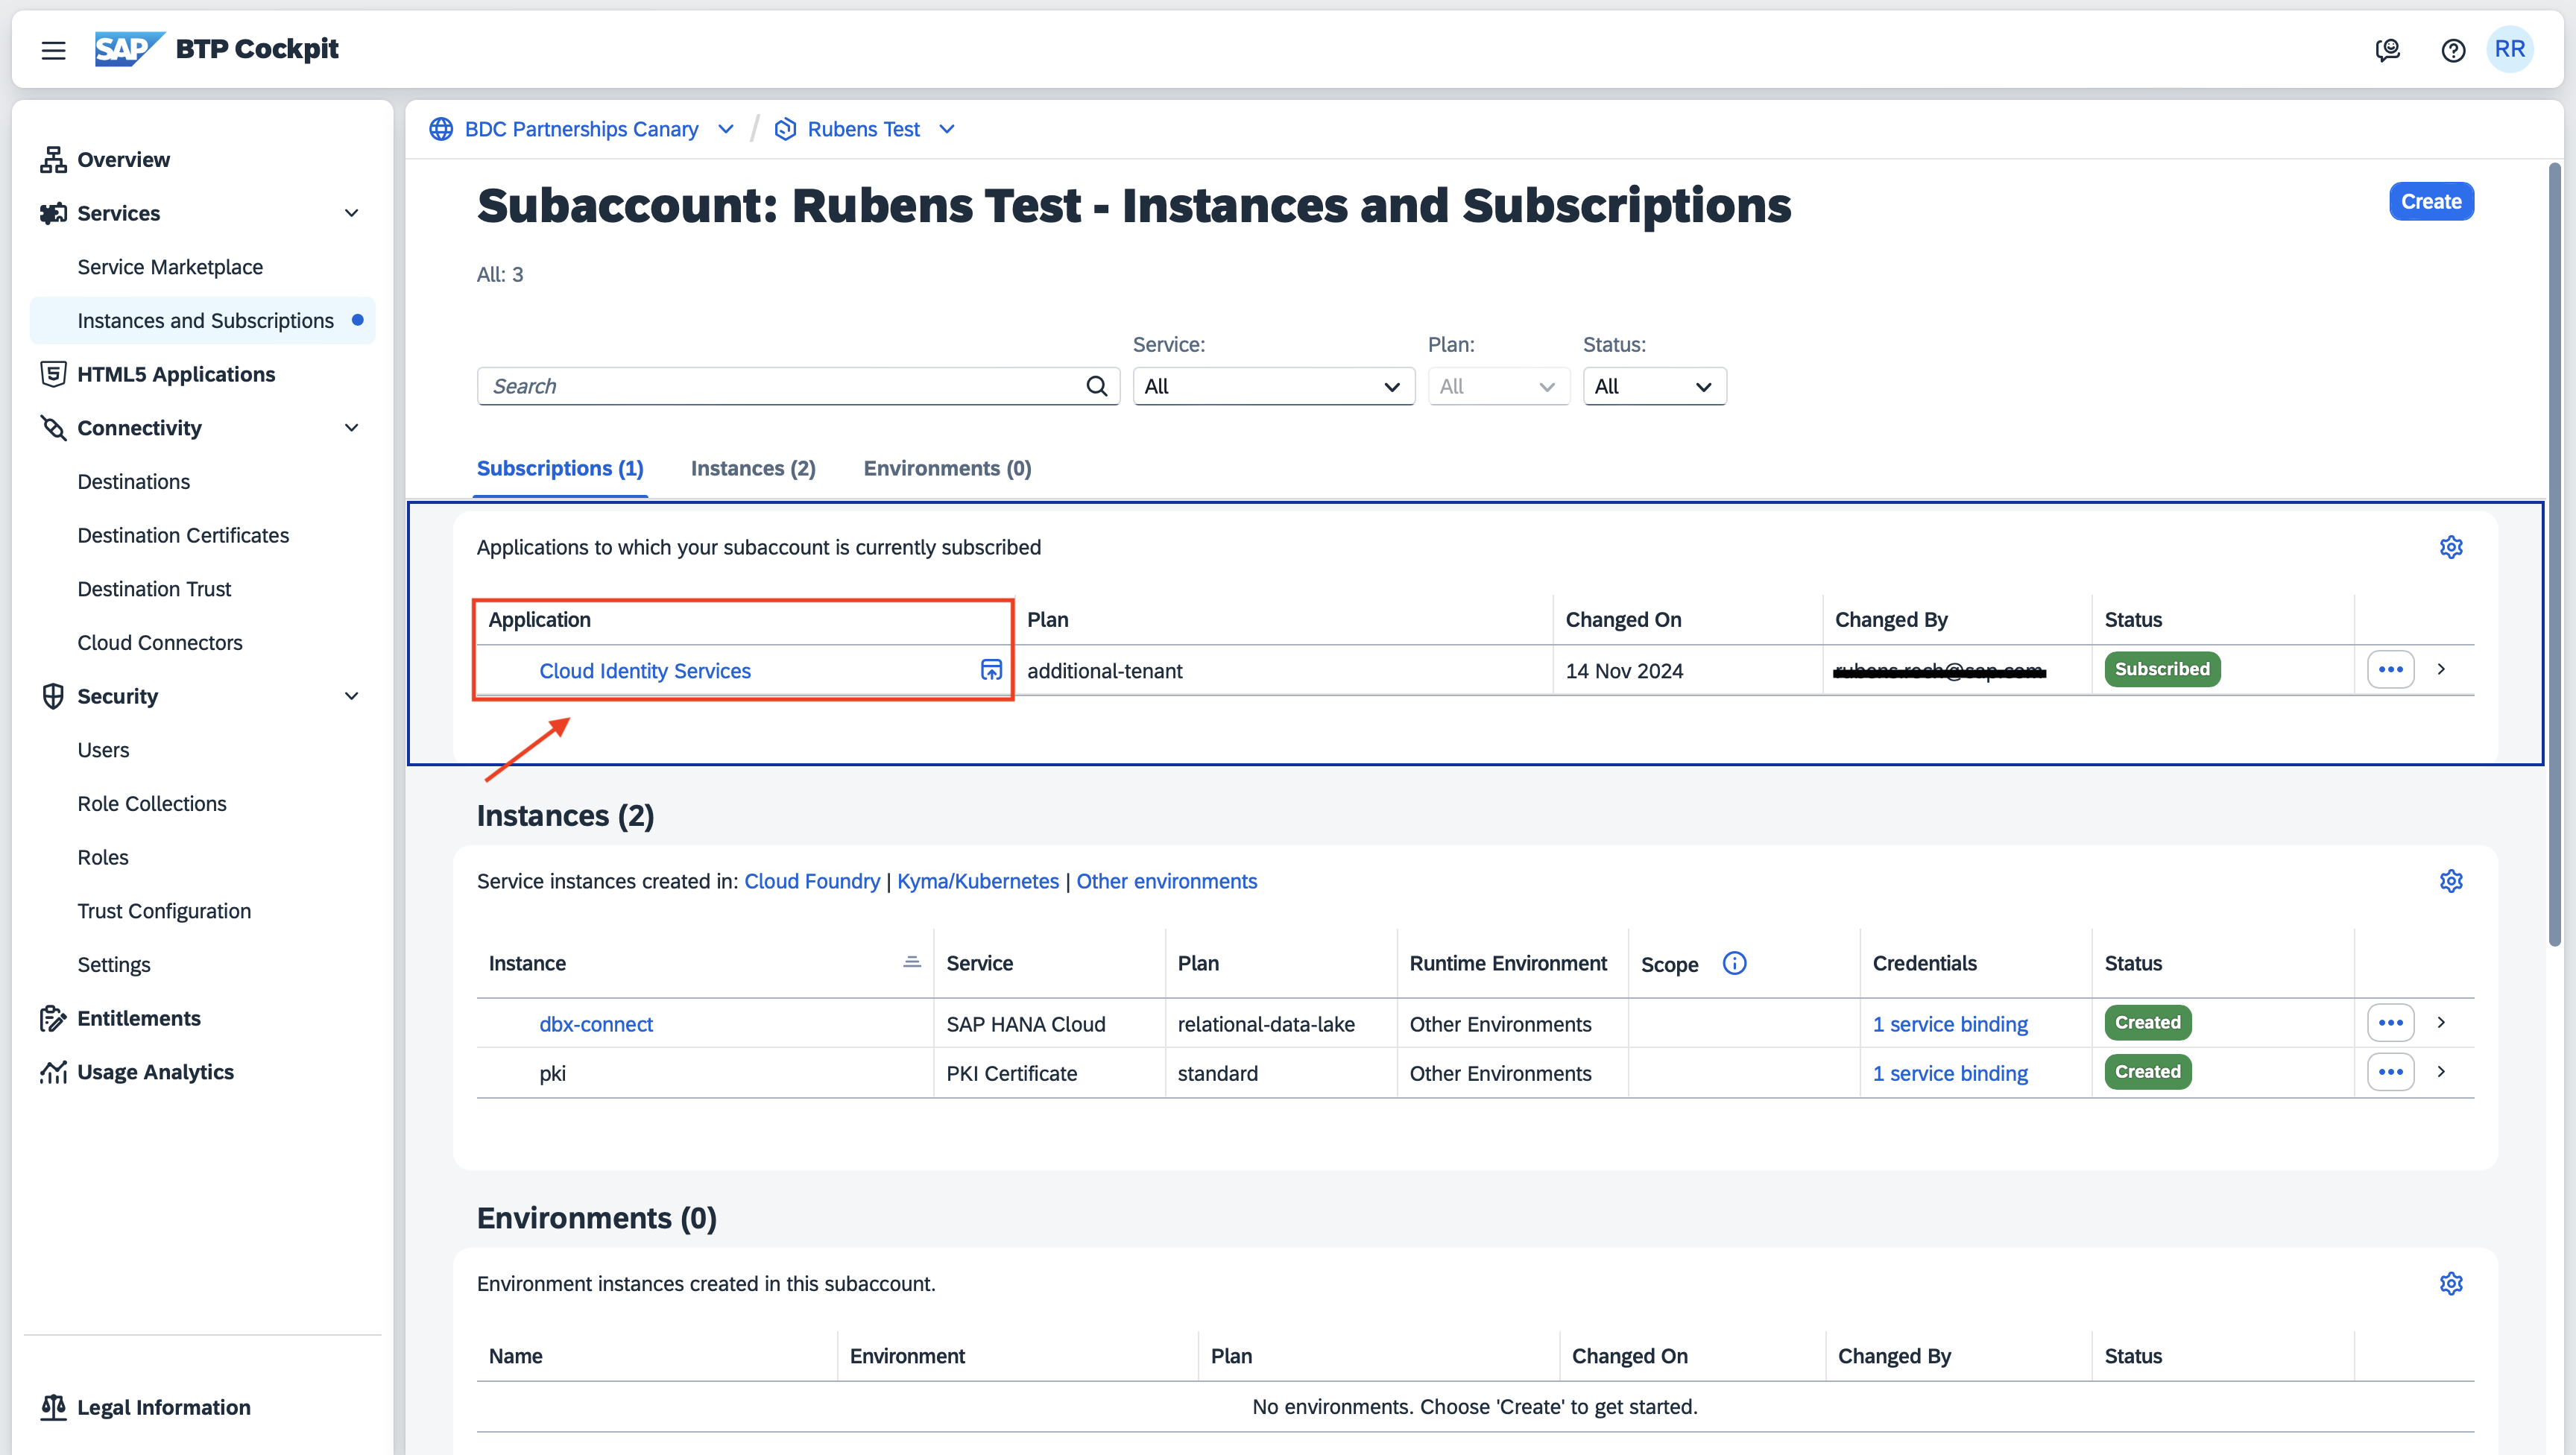 SAP BTP Cockpit
RR
Overview
Services
Service Marketplace
Instances and Subscriptions
HTML5 Applications
Connectivity
Destinations
Destination Certificates
Destination Trust
Cloud Connectors
Security
Users
Role Collections
Roles
Trust Configuration
Settings
Entitlements
Usage Analytics
Legal Information
BDC Partnerships Canary / Rubens Test
Subaccount: Rubens Test - Instances and Subscriptions
Create
All: 3
Service: Plan: Status:
Search All All All
Subscriptions (1) Instances (2) Environments (0)
Applications to which your subaccount is currently subscribed
Application Plan Changed On Changed By Status
Cloud Identity Services additional-tenant 14 Nov 2024 Subscribed
Instances (2)
Service instances created in: Cloud Foundry | Kyma/Kubernetes | Other environments
Instance Service Plan Runtime Environment Scope Credentials Status
dbx-connect SAP HANA Cloud relational-data-lake Other Environments 1 service binding Created
pki PKI Certificate standard Other Environments 1 service binding Created
Environments (0)
Environment instances created in this subaccount.
Name Environment Plan Changed On Changed By Status
No environments. Choose 'Create' to get started.